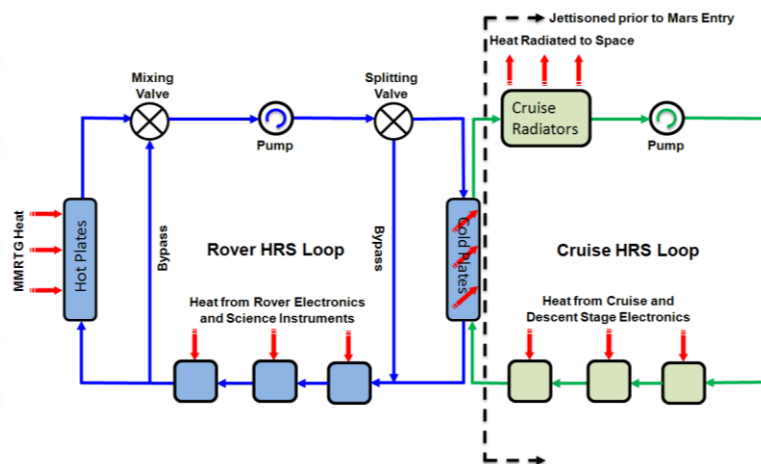 Jettisoned prior to Mars Entry
Heat Radiated to Space
Mixing
Valve
Splitting
Valve
Cruise
Radiators
Pump
Pump
MMRTG Heat
Hot Plates
Bypass
Rover HRS Loop
Bypass
Cold Plates
Cruise HRS Loop
Heat from Rover Electronics
and Science Instruments
Heat from Cruise and
Descent Stage Electronics